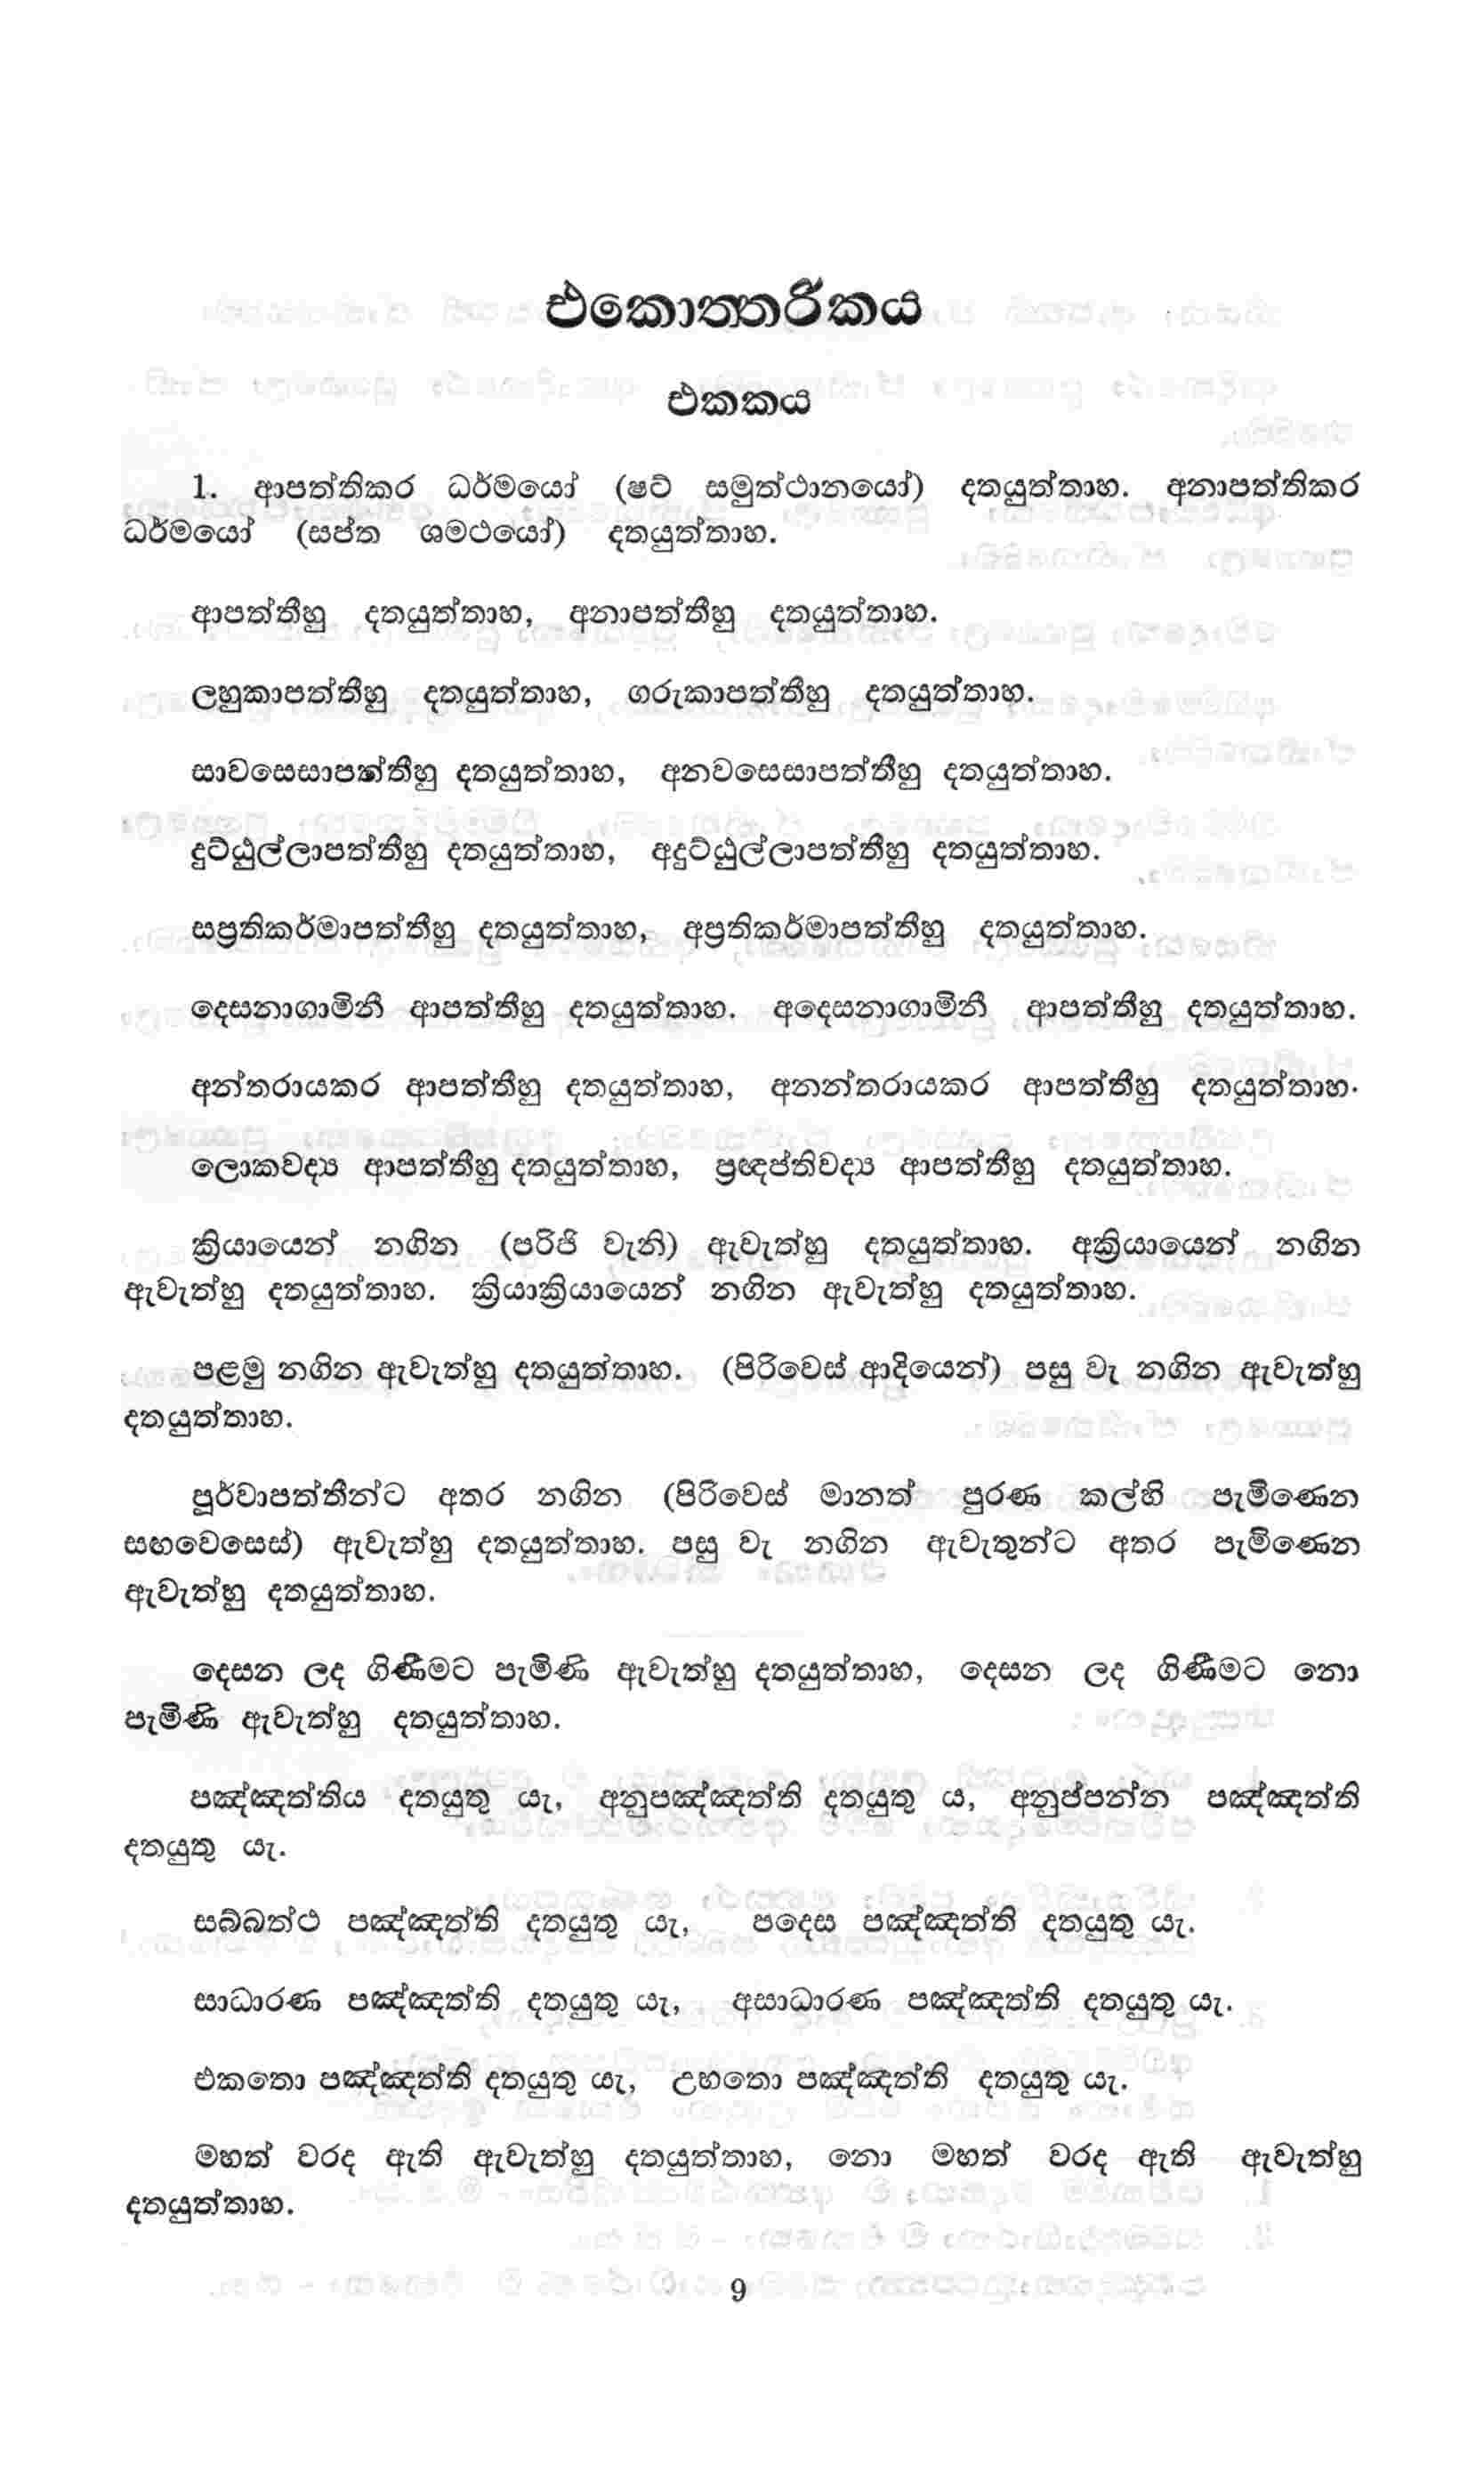 එකොත්තරිකය
එකකය
1. ආපත්තිකර ධර්මයෝ (ෂට් සමුත්ථානයෝ) දතයුත්තාහ. අනාපත්තිකර
ධර්මයෝ (සප්ත ශමථයෝ) දතයුත්තාහ.
ආපත්තීහු දතයුත්තාහ, අනාපත්තීහු දතයුත්තාහ.
ලහුකාපත්තීහු දතයුත්තාහ, ගරුකාපත්තීහු දතයුත්තාහ.
සාවසෙසාපත්තීහු දතයුත්තාහ, අනවසෙසාපත්තීහු දතයුත්තාහ.
දුට්ඨුල්ලාපත්තීහු දතයුත්තාහ, අදුට්ඨුල්ලාපත්තීහු දතයුත්තාහ.
සප්‍රතිකර්මාපත්තීහු දතයුත්තාහ, අප්‍රතිකර්මාපත්තීහු දතයුත්තාහ.
දෙසනාගාමිනී ආපත්තීහු දතයුත්තාහ. අදෙසනාගාමිනී ආපත්තීහු දතයුත්තාහ.
අන්තරායකර ආපත්තීහු දතයුත්තාහ, අනන්තරායකර ආපත්තීහු දතයුත්තාහ.
ලොකවද්‍ය ආපත්තීහු දතයුත්තාහ, ප්‍රඥප්තිවද්‍ය ආපත්තීහු දතයුත්තාහ.
ක්‍රියායෙන් නගින (පරිජි වැනි) ඇවැත්හු දතයුත්තාහ. අක්‍රියායෙන් නගින
ඇවැත්හු දතයුත්තාහ. ක්‍රියාක්‍රියායෙන් නගින ඇවැත්හු දතයුත්තාහ.
පළමු නගින ඇවැත්හු දතයුත්තාහ. (පිරිවෙස් ආදියෙන්) පසු වැ නගින ඇවැත්හු
දතයුත්තාහ.
පූර්වාපත්තීන්ට අතර නගින (පිරිවෙස් මානත් පුරණ කල්හි පැමිණෙන
සඟවෙසෙස්) ඇවැත්හු දතයුත්තාහ. පසු වැ නගින ඇවැතුන්ට අතර පැමිණෙන
ඇවැත්හු දතයුත්තාහ.
දෙසන ලද ගිණීමට පැමිණි ඇවැත්හු දතයුත්තාහ, දෙසන ලද ගිණීමට නො
පැමිණි ඇවැත්හු දතයුත්තාහ.
පඤ්ඤත්තිය දතයුතු යැ, අනුපඤ්ඤත්ති දතයුතු ය, අනුප්පන්න පඤ්ඤත්ති
දතයුතු යැ.
සබ්බත්ථ පඤ්ඤත්ති දතයුතු යැ, පදෙස පඤ්ඤත්ති දතයුතු යැ.
සාධාරණ පඤ්ඤත්ති දතයුතු යැ, අසාධාරණ පඤ්ඤත්ති දතයුතු යැ.
එකතො පඤ්ඤත්ති දතයුතු යැ, උභතො පඤ්ඤත්ති දතයුතු යැ.
මහත් වරද ඇති ඇවැත්හු දතයුත්තාහ, නො මහත් වරද ඇති ඇවැත්හු
දතයුත්තාහ.
9